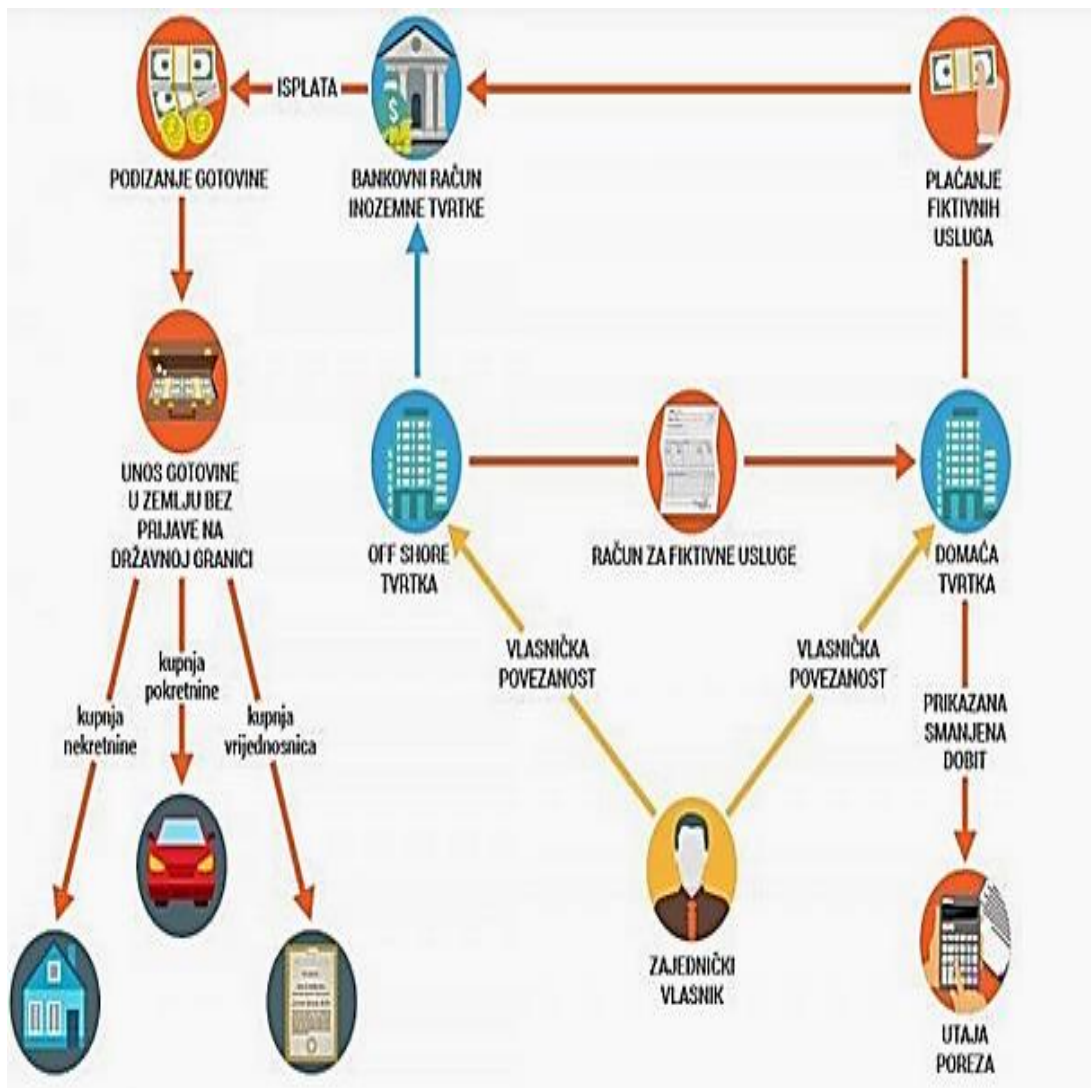 ISPLATA
PODIZANJE GOTOVINE
BANKOVNI RAČUN
INOZEMNE TVRTKE
PLAĆANJE
FIKTIVNIH
USLUGA
UNOS GOTOVINE
U ZEMLJU BEZ
PRIJAVE NA
DRŽAVNOJ GRANICI
OFF SHORE
TVRTKA
RAČUN ZA FIKTIVNE USLUGE
DOMAĆA
TVRTKA
kupnja
nekretnine
kupnja
pokretnine
kupnja
vrijednosnica
VLASNIČKA
POVEZANOST
VLASNIČKA
POVEZANOST
PRIKAZANA
SMANJENA
DOBIT
ZAJEDNIČKI
VLASNIK
UTAJA
POREZA